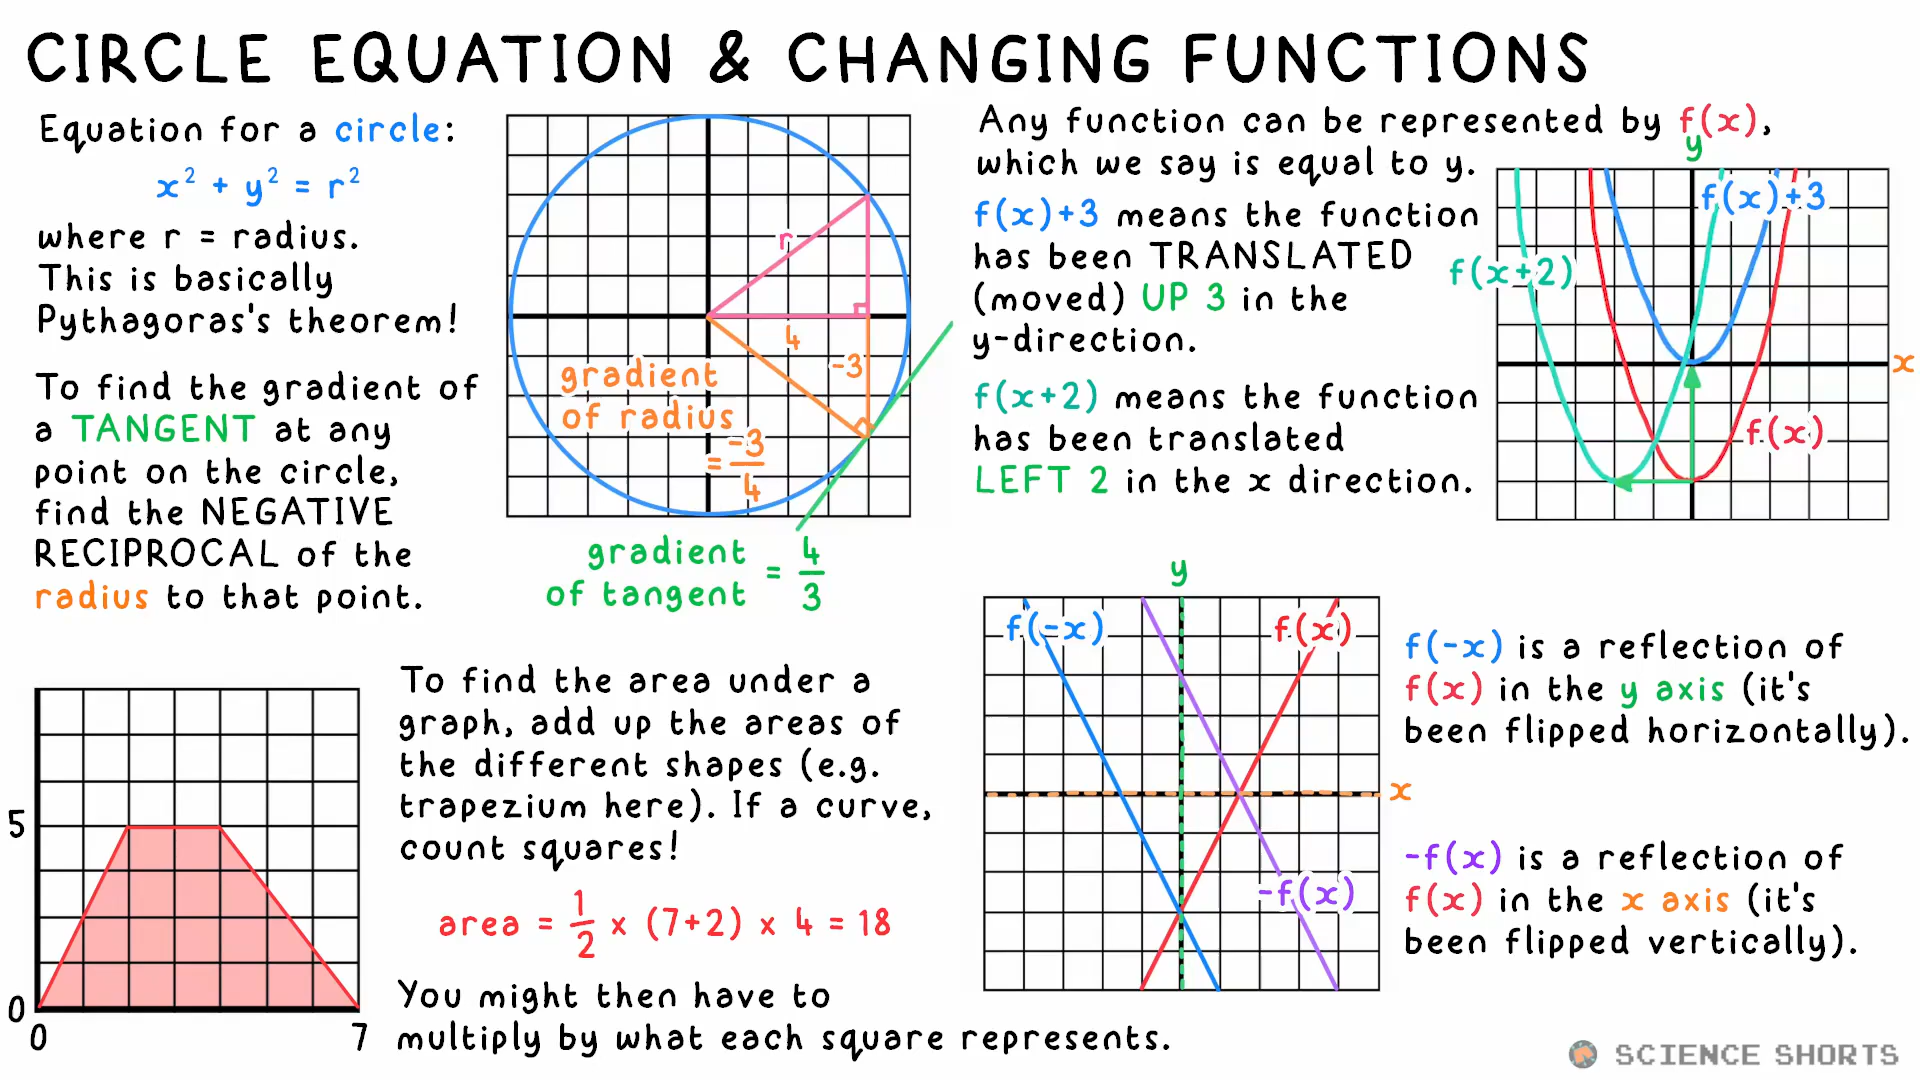 CIRCLE EQUATION & CHANGING FUNCTIONS
Equation for a circle:
x² + y² = r²
where r = radius.
This is basically
Pythagoras's theorem!
To find the gradient of
a TANGENT at any
point on the circle,
find the NEGATIVE
RECIPROCAL of the
radius to that point.
r
4
-3
gradient
of radius
= -3/4
gradient
of tangent = 4/3
Any function can be represented by f(x),
which we say is equal to y.
f(x)+3 means the function
has been TRANSLATED
(moved) UP 3 in the
y-direction.
f(x+2) means the function
has been translated
LEFT 2 in the x direction.
y
f(x)+3
f(x+2)
x
f(x)
5
0
0
7
To find the area under a
graph, add up the areas of
the different shapes (e.g.
trapezium here). If a curve,
count squares!
area = 1/2 x (7+2) x 4 = 18
You might then have to
multiply by what each square represents.
y
f(-x)
f(x)
x
-f(x)
f(-x) is a reflection of
f(x) in the y axis (it's
been flipped horizontally).
-f(x) is a reflection of
f(x) in the x axis (it's
been flipped vertically).
SCIENCE SHORTS